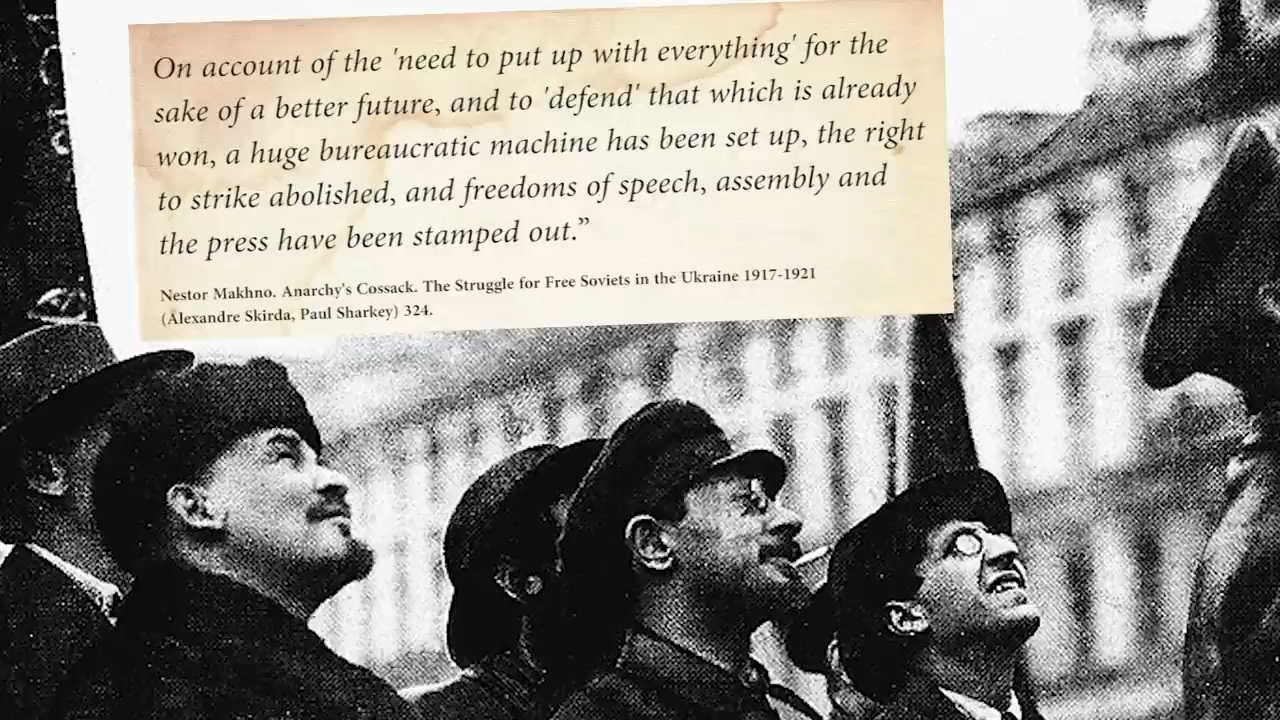 On account of the 'need to put up with everything' for the
sake of a better future, and to 'defend' that which is already
won, a huge bureaucratic machine has been set up, the right
to strike abolished, and freedoms of speech, assembly and
the press have been stamped out.”
Nestor Makhno. Anarchy's Cossack. The Struggle for Free Soviets in the Ukraine 1917-1921
(Alexandre Skirda, Paul Sharkey) 324.